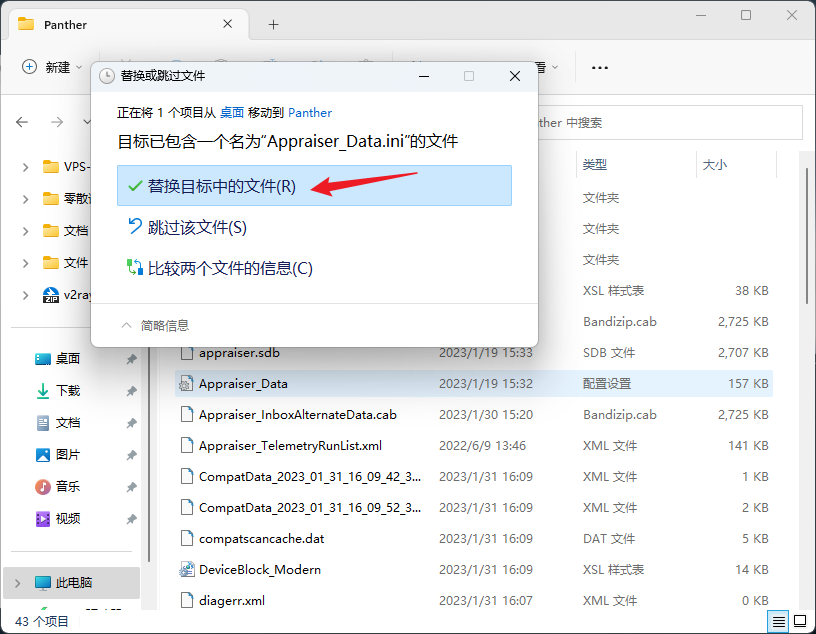 Panther
新建
替换或跳过文件
正在将 1 个项目从 桌面 移动到 Panther
目标已包含一个名为“Appraiser_Data.ini”的文件
替换目标中的文件(R)
跳过该文件(S)
比较两个文件的信息(C)
简略信息
看
ther 中搜索
类型 大小
VPS-
零散
文档
文件
v2ray
文件夹
文件夹
文件夹
XSL 样式表 38 KB
Bandizip.cab 2,725 KB
appraiser.sdb 2023/1/19 15:33 SDB 文件 2,707 KB
Appraiser_Data 2023/1/19 15:32 配置设置 157 KB
Appraiser_InboxAlternateData.cab 2023/1/30 15:20 Bandizip.cab 2,725 KB
Appraiser_TelemetryRunList.xml 2022/6/9 13:46 XML 文件 141 KB
CompatData_2023_01_31_16_09_42_3... 2023/1/31 16:09 XML 文件 1 KB
CompatData_2023_01_31_16_09_52_3... 2023/1/31 16:09 XML 文件 2 KB
compatscancache.dat 2023/1/31 16:09 DAT 文件 5 KB
DeviceBlock_Modern 2023/1/31 16:09 XSL 样式表 14 KB
diagerr.xml 2023/1/31 16:07 XML 文件 0 KB
桌面
下载
文档
图片
音乐
视频
此电脑
43 个项目